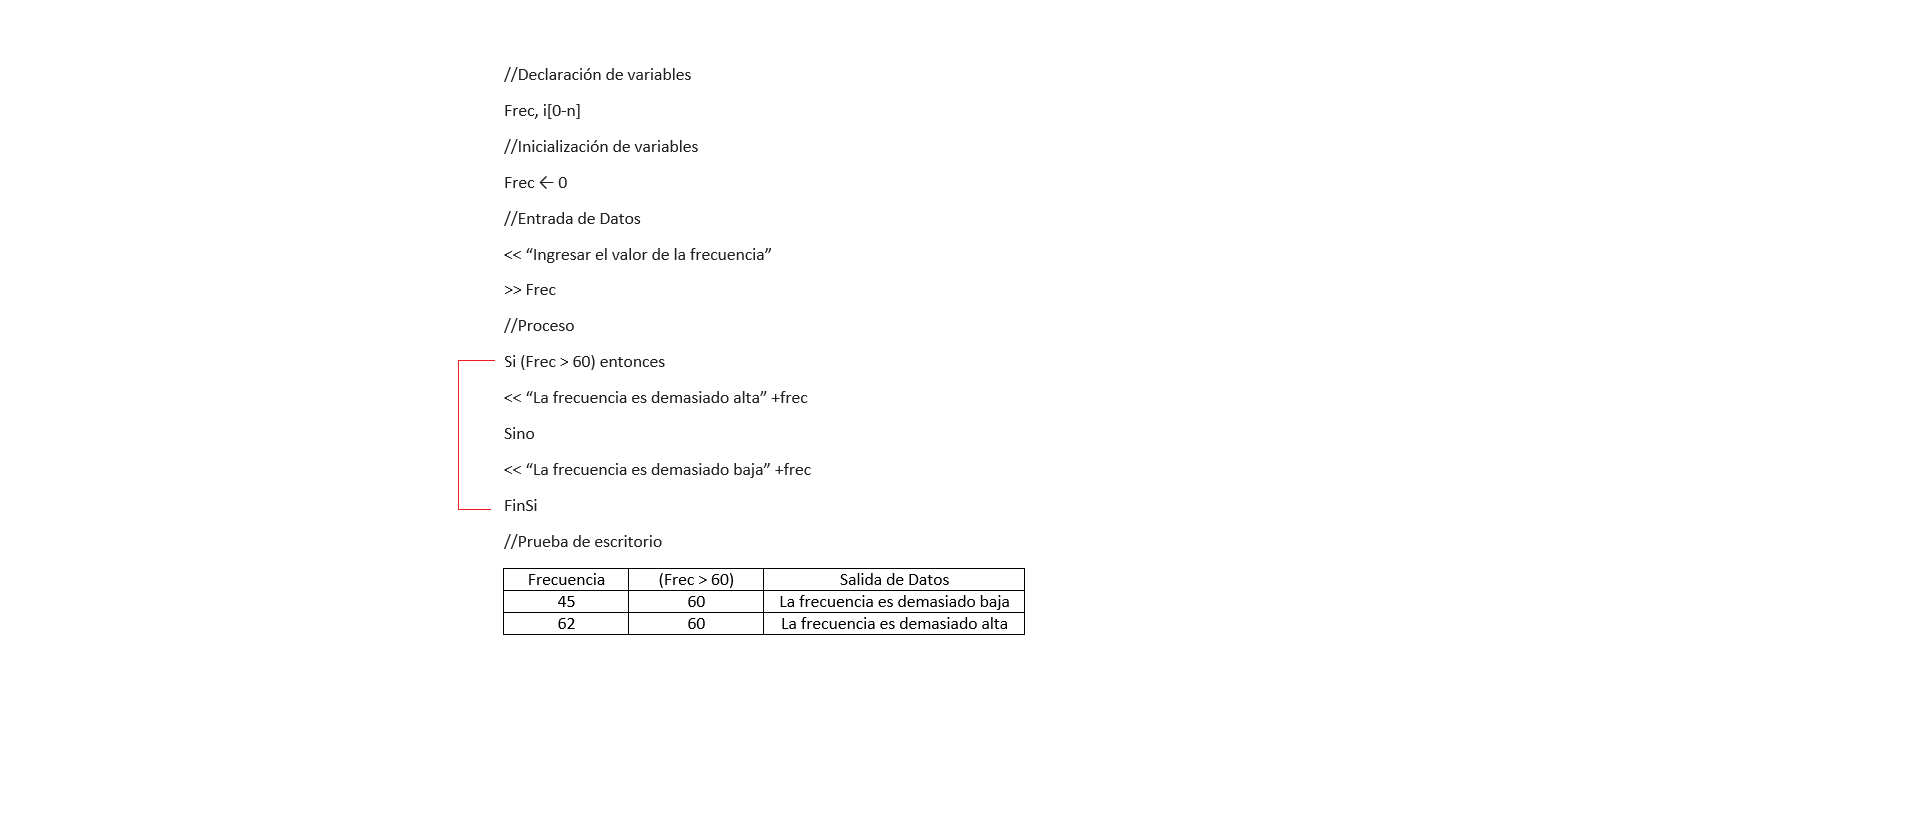 //Declaración de variables
Frec, i[0-n]
//Inicialización de variables
Frec ← 0
//Entrada de Datos
<< “Ingresar el valor de la frecuencia”
>> Frec
//Proceso
Si (Frec > 60) entonces
<< “La frecuencia es demasiado alta” +frec
Sino
<< “La frecuencia es demasiado baja” +frec
FinSi
//Prueba de escritorio
Frecuencia (Frec > 60) Salida de Datos
45 60 La frecuencia es demasiado baja
62 60 La frecuencia es demasiado alta